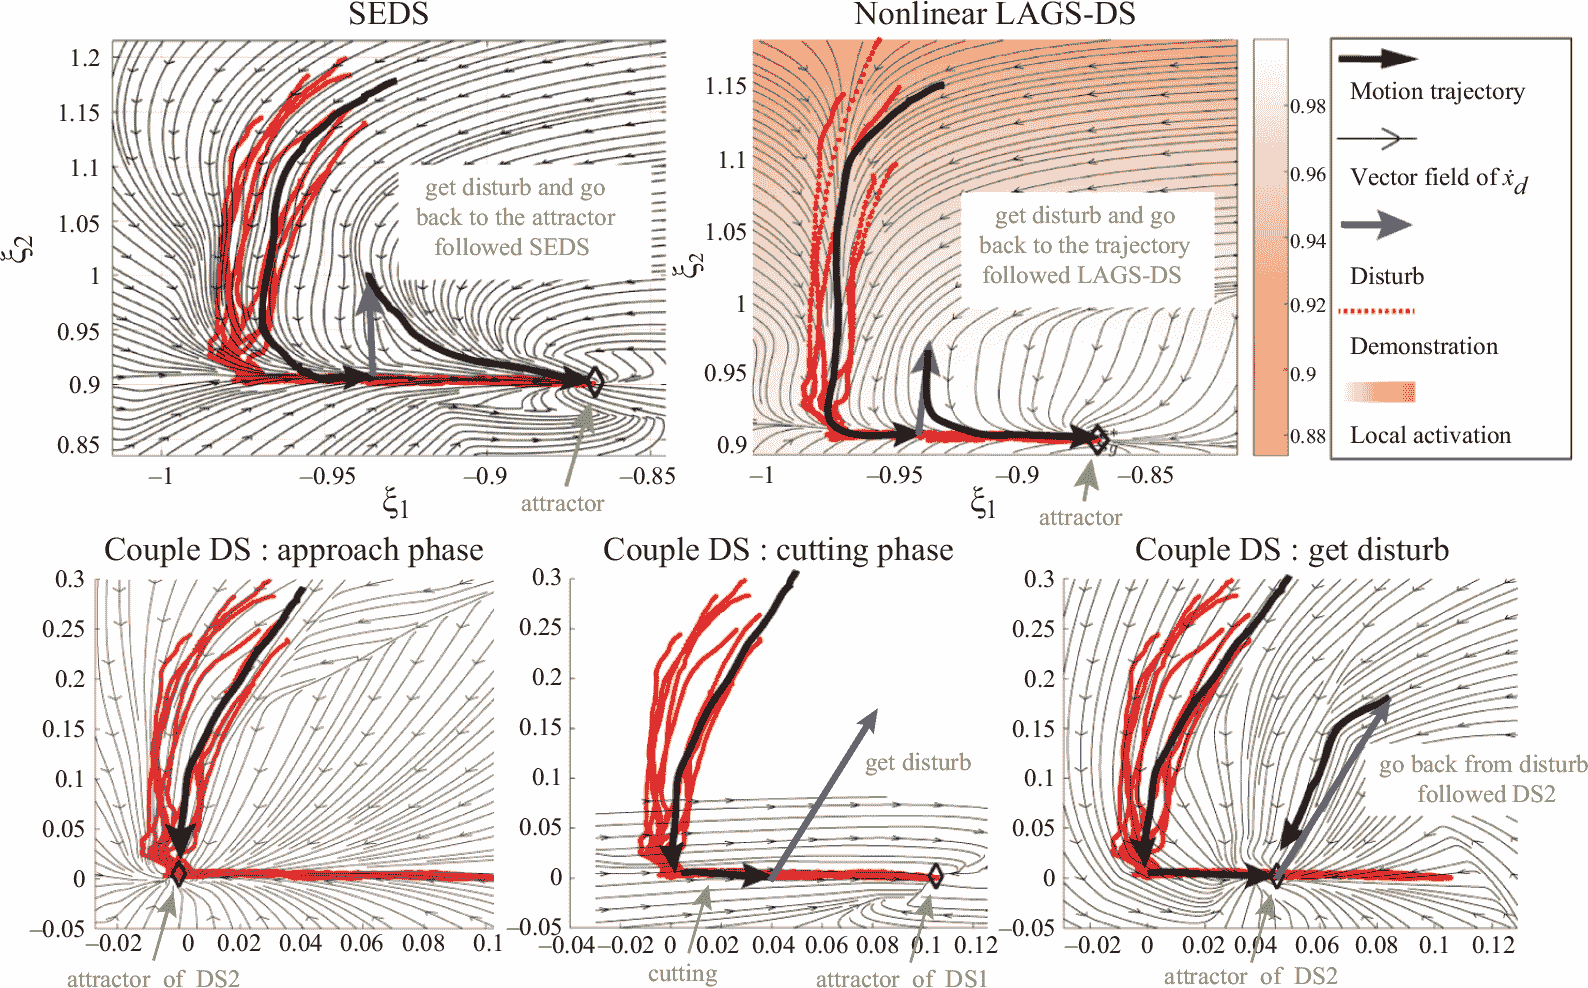 SEDS
1.2
1.15
1.1
1.05
1
0.95
0.9
0.85
ξ2
get disturb and go
back to the attractor
followed SEDS
−1
−0.95
−0.9
−0.85
ξ1
attractor
Nonlinear LAGS-DS
1.15
1.1
1.05
1
0.95
0.9
ξ2
get disturb and go
back to the trajectory
followed LAGS-DS
−1
−0.95
−0.9
−0.85
ξ1
attractor
0.98
0.96
0.94
0.92
0.9
0.88
Motion trajectory
Vector field of ẋd
Disturb
Demonstration
Local activation
Couple DS : approach phase
0.3
0.25
0.2
0.15
0.1
0.05
0
−0.05
−0.02
0
0.02
0.04
0.06
0.08
0.1
attractor of DS2
Couple DS : cutting phase
0.3
0.25
0.2
0.15
0.1
0.05
0
−0.05
get disturb
−0.04
−0.02
0
0.02
0.04
0.06
0.08
0.1
0.12
cutting
attractor of DS1
Couple DS : get disturb
0.3
0.25
0.2
0.15
0.1
0.05
0
−0.05
go back from disturb
followed DS2
−0.02
0
0.02
0.04
0.06
0.08
0.1
0.12
attractor of DS2